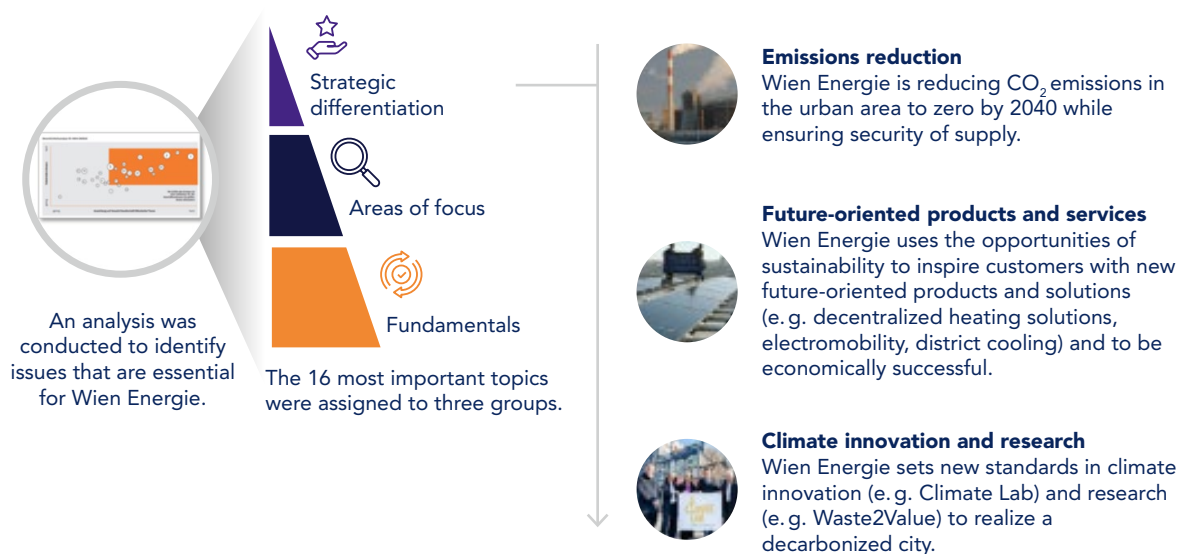 An analysis was
conducted to identify
issues that are essential
for Wien Energie.
Strategic
differentiation
Areas of focus
Fundamentals
The 16 most important topics
were assigned to three groups.
Emissions reduction
Wien Energie is reducing CO₂ emissions in
the urban area to zero by 2040 while
ensuring security of supply.
Future-oriented products and services
Wien Energie uses the opportunities of
sustainability to inspire customers with new
future-oriented products and solutions
(e. g. decentralized heating solutions,
electromobility, district cooling) and to be
economically successful.
Climate innovation and research
Wien Energie sets new standards in climate
innovation (e. g. Climate Lab) and research
(e. g. Waste2Value) to realize a
decarbonized city.